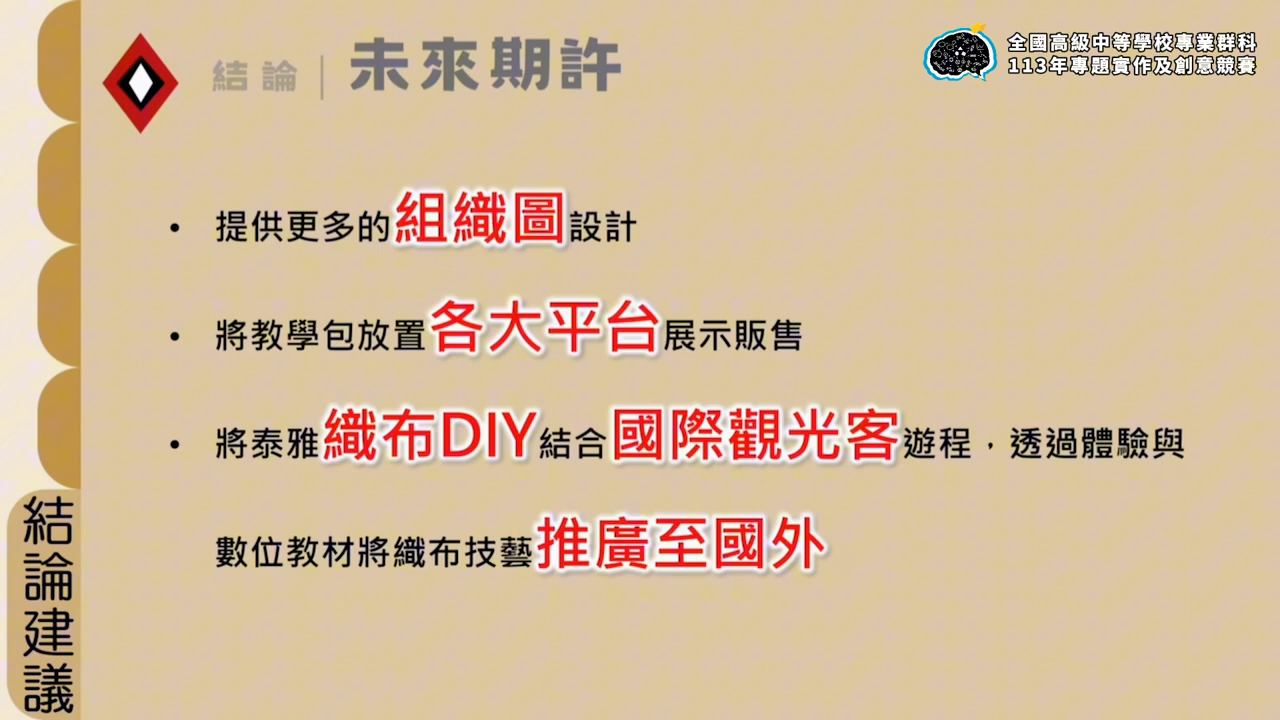 結論｜未來期許
全國高級中等學校專業群科
113年專題實作及創意競賽
• 提供更多的組織圖設計
• 將教學包放置各大平台展示販售
• 將泰雅織布DIY結合國際觀光客遊程，透過體驗與
數位教材將織布技藝推廣至國外
結論建議